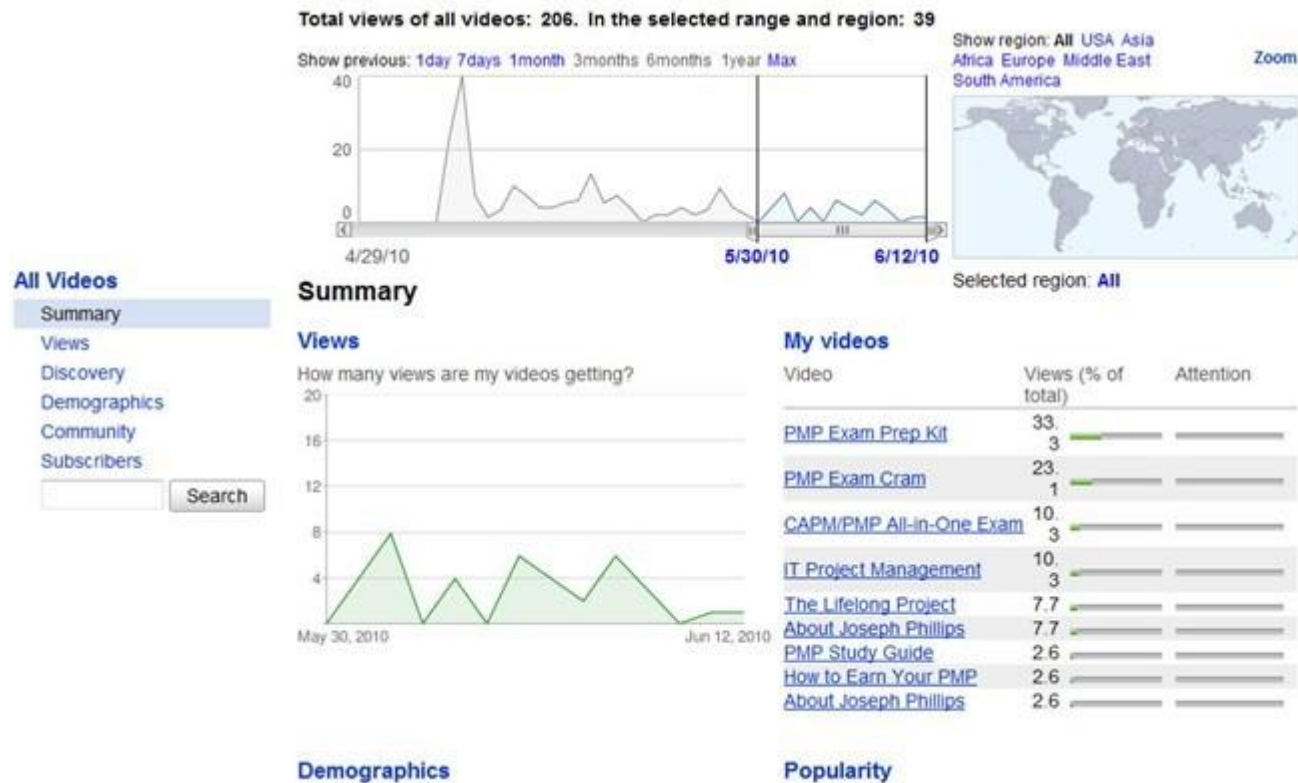 Total views of all videos: 206. In the selected range and region: 39
Show previous: 1day 7days 1month 3months 6months 1year Max
40
20
0
4/29/10
5/30/10
6/12/10
Show region: All USA Asia
Africa Europe Middle East
South America
Zoom
Selected region: All
All Videos
Summary
Views
Discovery
Demographics
Community
Subscribers
Search
Summary
Views
How many views are my videos getting?
20
16
12
8
4
May 30, 2010
Jun 12, 2010
My videos
Video Views (% of total) Attention
PMP Exam Prep Kit 33.3
PMP Exam Cram 23.1
CAPM/PMP All-in-One Exam 10.3
IT Project Management 10.3
The Lifelong Project 7.7
About Joseph Phillips 7.7
PMP Study Guide 2.6
How to Earn Your PMP 2.6
About Joseph Phillips 2.6
Demographics
Popularity